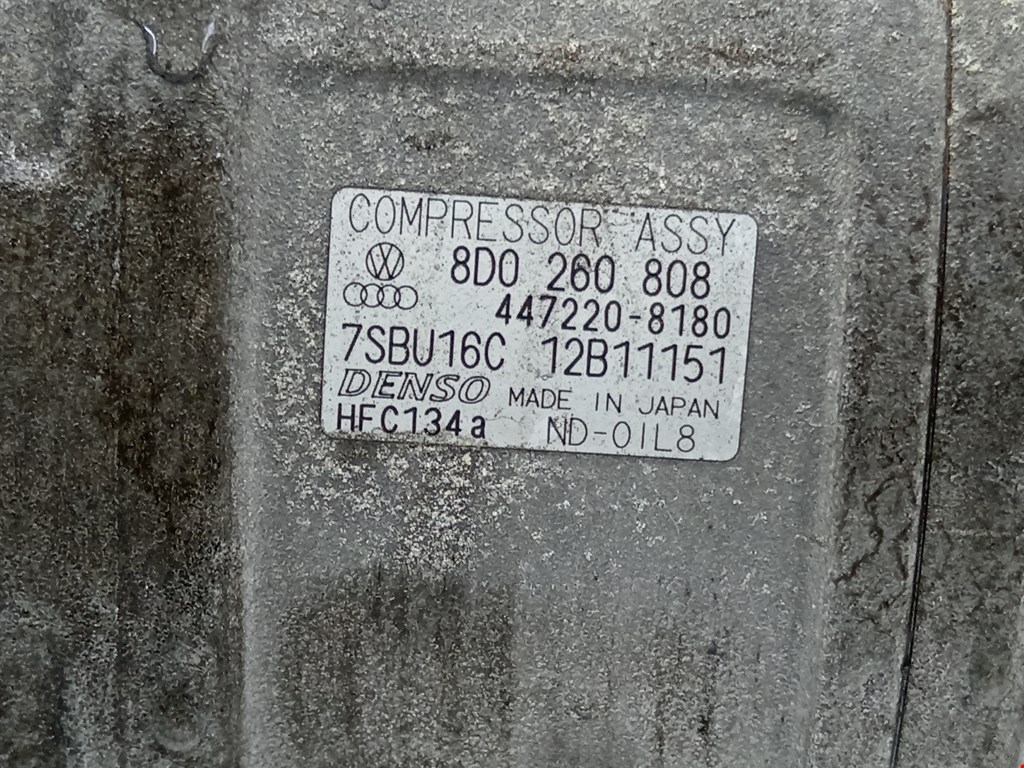 COMPRESSOR ASSY
8D0 260 808
447220-8180
7SBU16C 12B11151
DENSO MADE IN JAPAN
HFC134a ND-OIL8